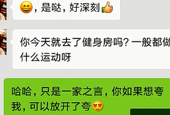 ，是哒，好深刻
你今天就去了健身房吗？一般都做
什么运动呀
哈哈，只是一家之言，你如果想夸
我，可以放开了夸